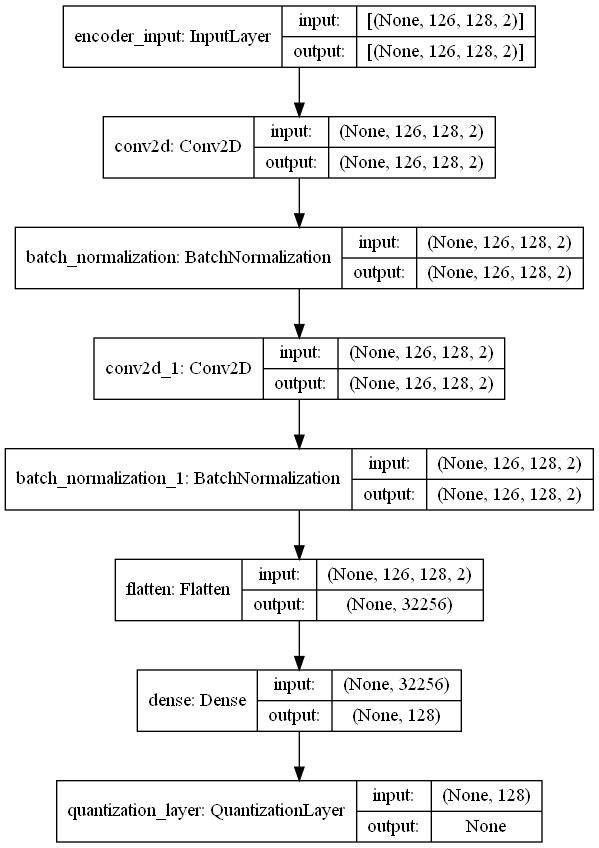 encoder_input: InputLayer
input: [(None, 126, 128, 2)]
output: [(None, 126, 128, 2)]
conv2d: Conv2D
input: (None, 126, 128, 2)
output: (None, 126, 128, 2)
batch_normalization: BatchNormalization
input: (None, 126, 128, 2)
output: (None, 126, 128, 2)
conv2d_1: Conv2D
input: (None, 126, 128, 2)
output: (None, 126, 128, 2)
batch_normalization_1: BatchNormalization
input: (None, 126, 128, 2)
output: (None, 126, 128, 2)
flatten: Flatten
input: (None, 126, 128, 2)
output: (None, 32256)
dense: Dense
input: (None, 32256)
output: (None, 128)
quantization_layer: QuantizationLayer
input: (None, 128)
output: None